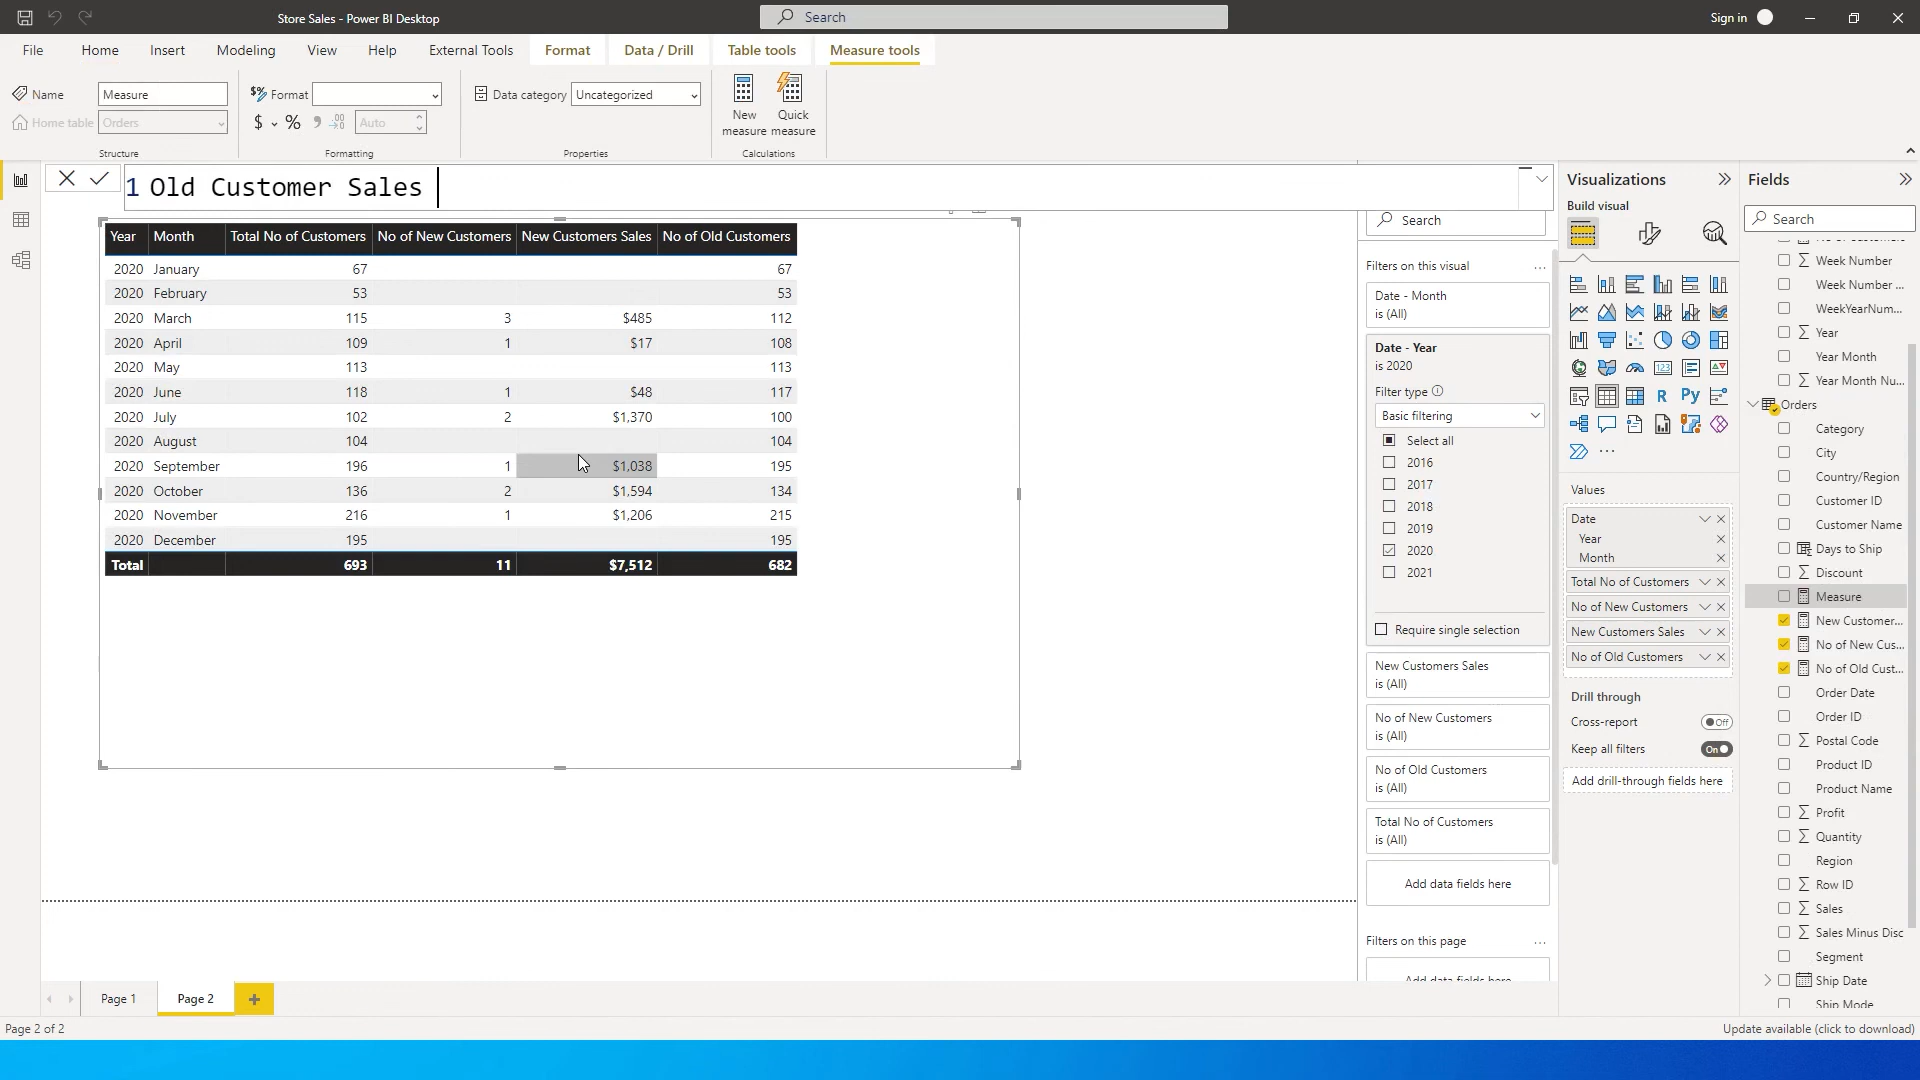 Store Sales - Power BI Desktop
Search
Sign in
File Home Insert Modeling View Help External Tools Format Data / Drill Table tools Measure tools
Name Measure
Home table Orders
Structure
$% Format
$ % Auto
Formatting
Data category Uncategorized
Properties
New measure
Quick measure
Calculations
1 Old Customer Sales
Year Month Total No of Customers No of New Customers New Customers Sales No of Old Customers
2020 January 67 67
2020 February 53 53
2020 March 115 3 $485 112
2020 April 109 1 $17 108
2020 May 113 113
2020 June 118 1 $48 117
2020 July 102 2 $1,370 100
2020 August 104 104
2020 September 196 1 $1,038 195
2020 October 136 2 $1,594 134
2020 November 216 1 $1,206 215
2020 December 195 195
Total 693 11 $7,512 682
Search
Filters on this visual ...
Date - Month
is (All)
Date - Year
is 2020
Filter type
Basic filtering
Select all
2016
2017
2018
2019
2020
2021
Require single selection
New Customers Sales
is (All)
No of New Customers
is (All)
No of Old Customers
is (All)
Total No of Customers
is (All)
Add data fields here
Filters on this page ...
Add data fields here
Visualizations
Build visual
123
R Py
...
Values
Date
Year
Month
Total No of Customers
No of New Customers
New Customers Sales
No of Old Customers
Drill through
Cross-report Off
Keep all filters On
Add drill-through fields here
Fields
Search
Week Number
Week Number ...
WeekYearNum...
Year
Year Month
Year Month Nu...
Orders
Category
City
Country/Region
Customer ID
Customer Name
Days to Ship
Discount
Measure
New Customer...
No of New Cus...
No of Old Cust...
Order Date
Order ID
Postal Code
Product ID
Product Name
Profit
Quantity
Region
Row ID
Sales
Sales Minus Disc
Segment
Ship Date
Ship Mode
Page 1 Page 2 +
Page 2 of 2
Update available (click to download)